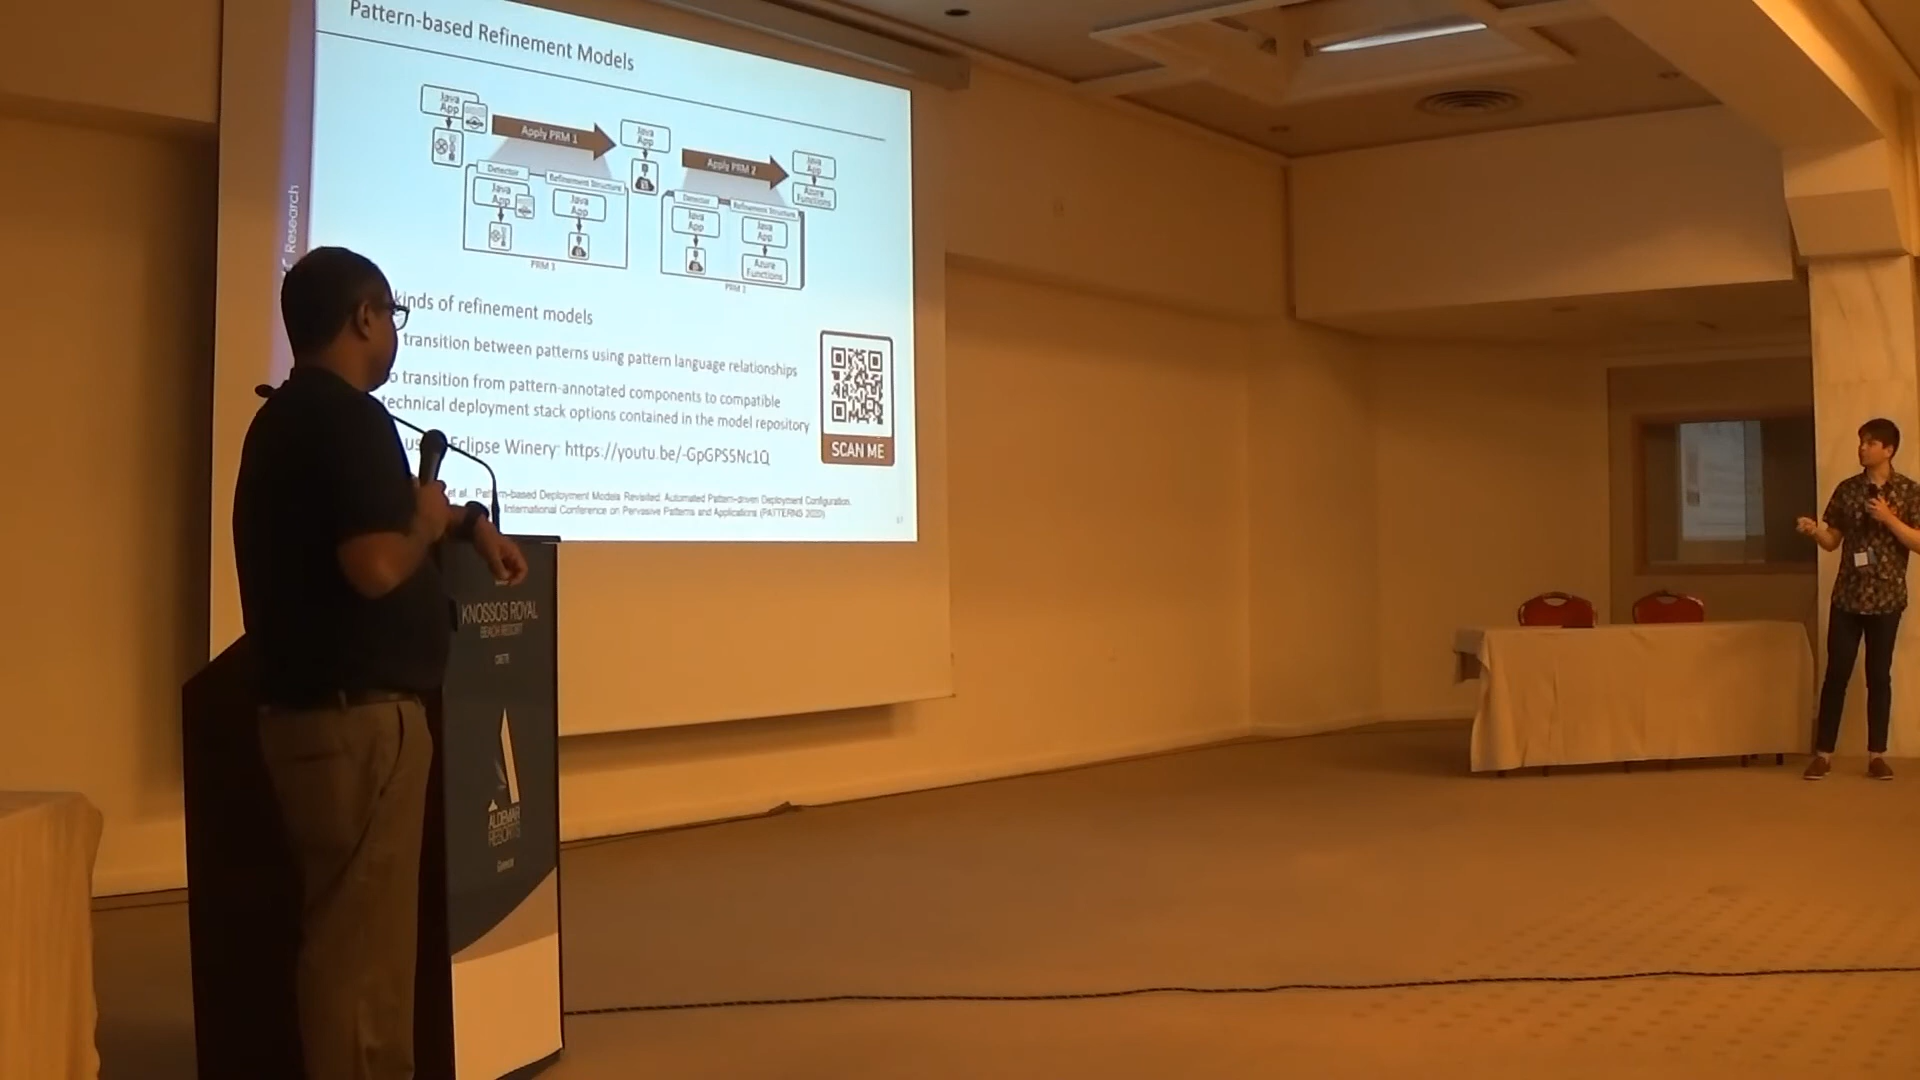 Pattern-based Refinement Models
Java
App
Apply PRM 1
Java
App
Apply PRM 2
Java
App
Azure
Functions
Detector
Refinement Structure
Java
App
Java
App
PRM 1
Detector
Refinement Structure
Java
App
Java
App
Azure
Functions
PRM 2
Research
kinds of refinement models
transition between patterns using pattern language relationships
transition from pattern-annotated components to compatible
technical deployment stack options contained in the model repository
Eclipse Winery: https://youtu.be/-GpGPS5Nc1Q
SCAN ME
et al.: Pattern-based Deployment Models Revisited: Automated Pattern-driven Deployment Configuration.
International Conference on Pervasive Patterns and Applications (PATTERNS 2020)
KNOSSOS ROYAL
BEACH RESORT
CRETE
ALDEMAR
RESORTS
Greece